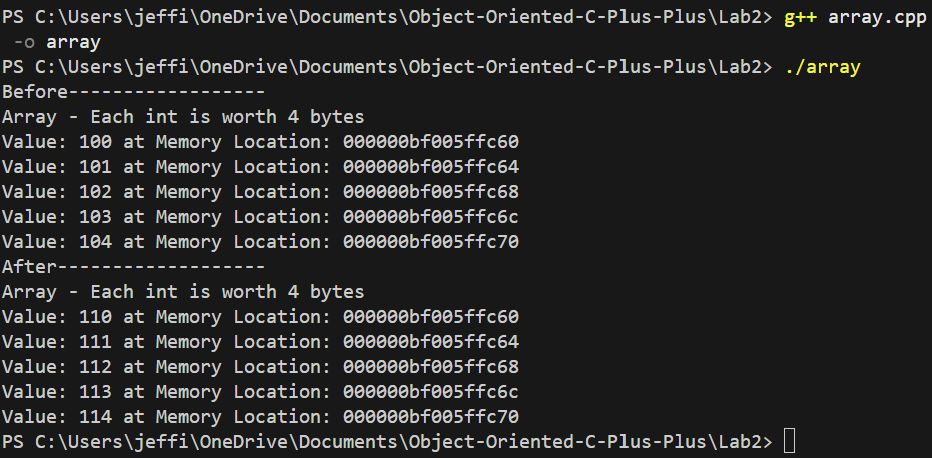 PS C:\Users\jeffi\OneDrive\Documents\Object-Oriented-C-Plus-Plus\Lab2> g++ array.cpp
 -o array
PS C:\Users\jeffi\OneDrive\Documents\Object-Oriented-C-Plus-Plus\Lab2> ./array
Before------------------
Array - Each int is worth 4 bytes
Value: 100 at Memory Location: 000000bf005ffc60
Value: 101 at Memory Location: 000000bf005ffc64
Value: 102 at Memory Location: 000000bf005ffc68
Value: 103 at Memory Location: 000000bf005ffc6c
Value: 104 at Memory Location: 000000bf005ffc70
After-------------------
Array - Each int is worth 4 bytes
Value: 110 at Memory Location: 000000bf005ffc60
Value: 111 at Memory Location: 000000bf005ffc64
Value: 112 at Memory Location: 000000bf005ffc68
Value: 113 at Memory Location: 000000bf005ffc6c
Value: 114 at Memory Location: 000000bf005ffc70
PS C:\Users\jeffi\OneDrive\Documents\Object-Oriented-C-Plus-Plus\Lab2>